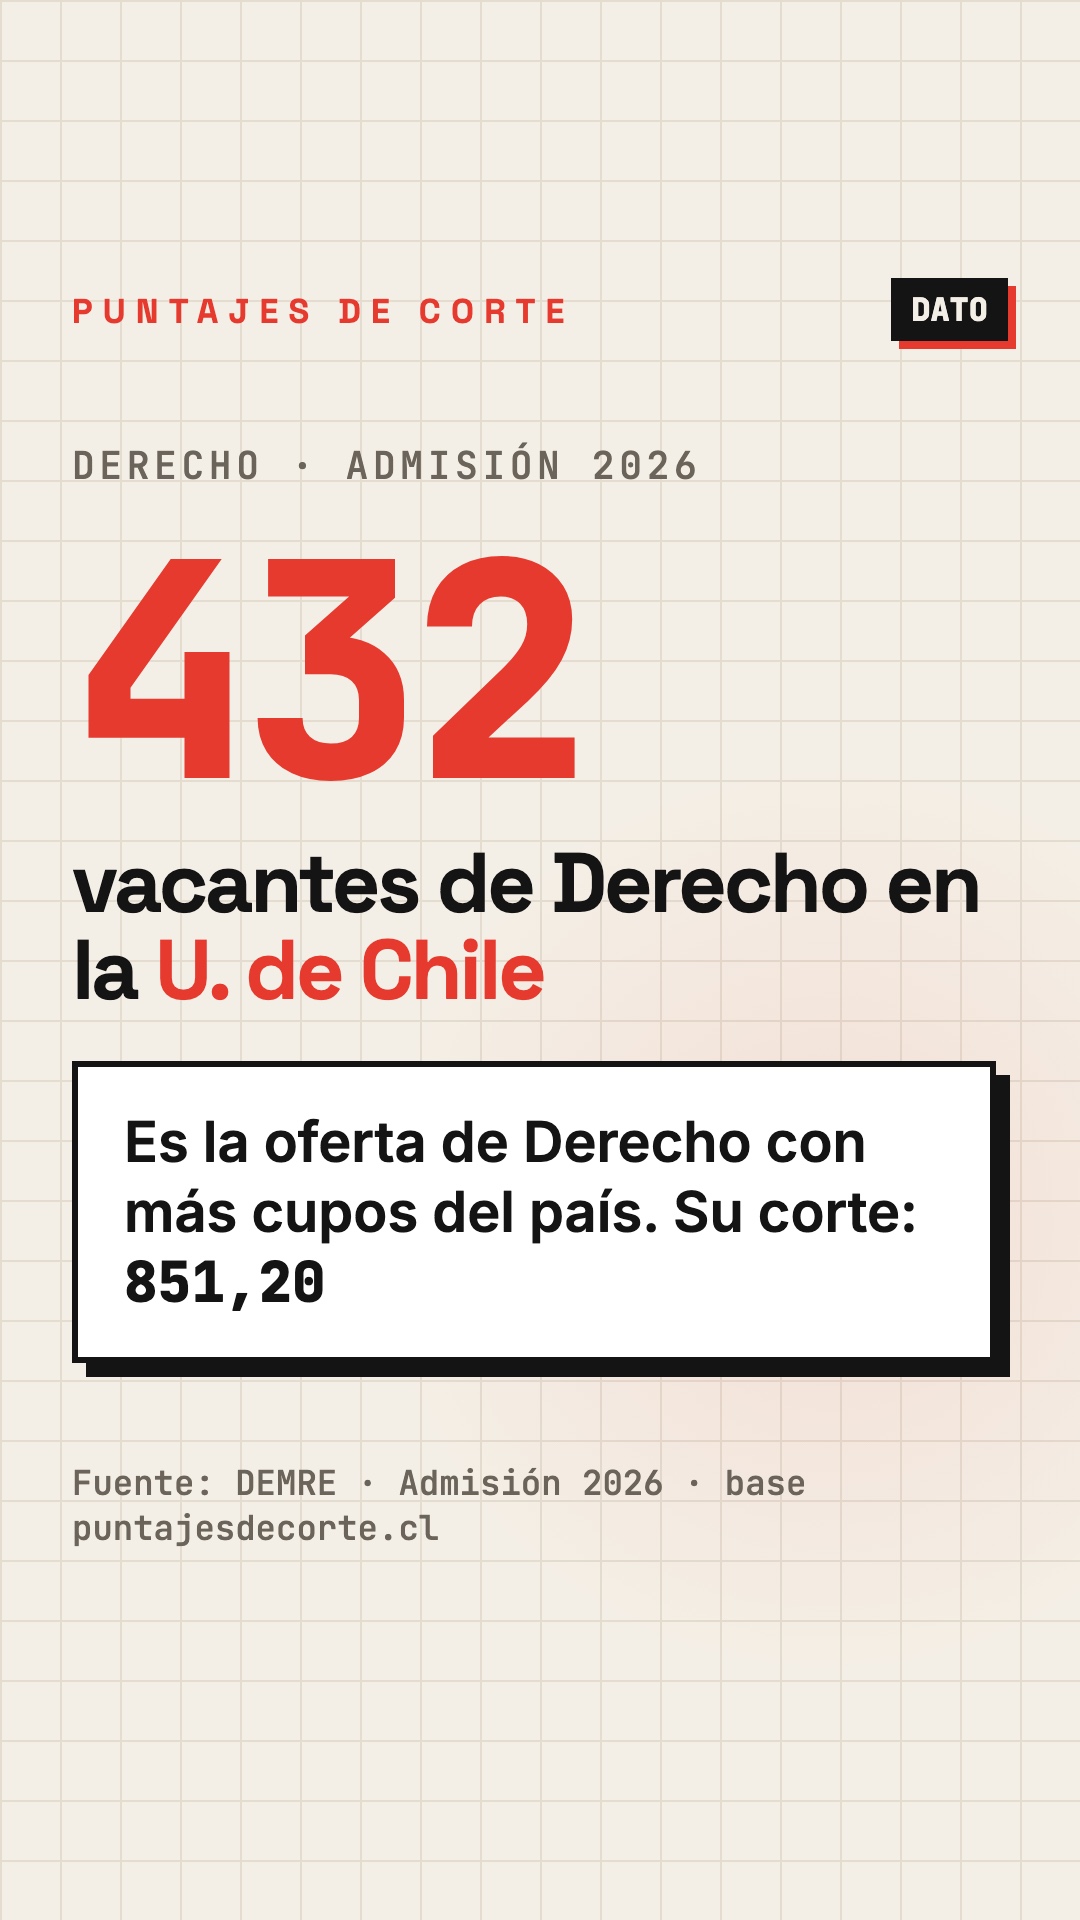 PUNTAJES DE CORTE
DATO
DERECHO · ADMISIÓN 2026
432
vacantes de Derecho en
la U. de Chile
Es la oferta de Derecho con
más cupos del país. Su corte:
851,20
Fuente: DEMRE · Admisión 2026 · base
puntajesdecorte.cl